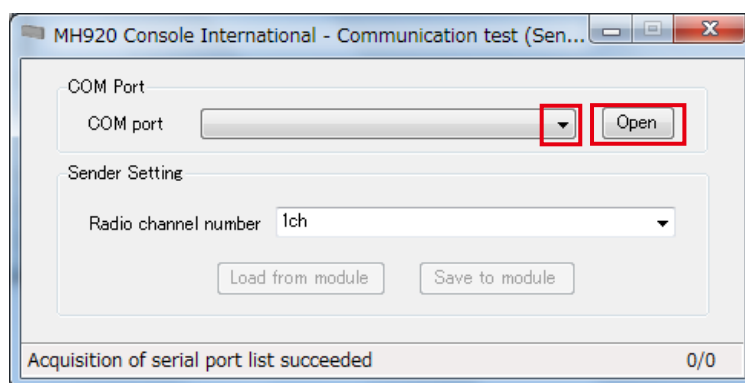 MH920 Console International - Communication test (Sen...
COM Port
COM port
Open
Sender Setting
Radio channel number 1ch
Load from module Save to module
Acquisition of serial port list succeeded 0/0